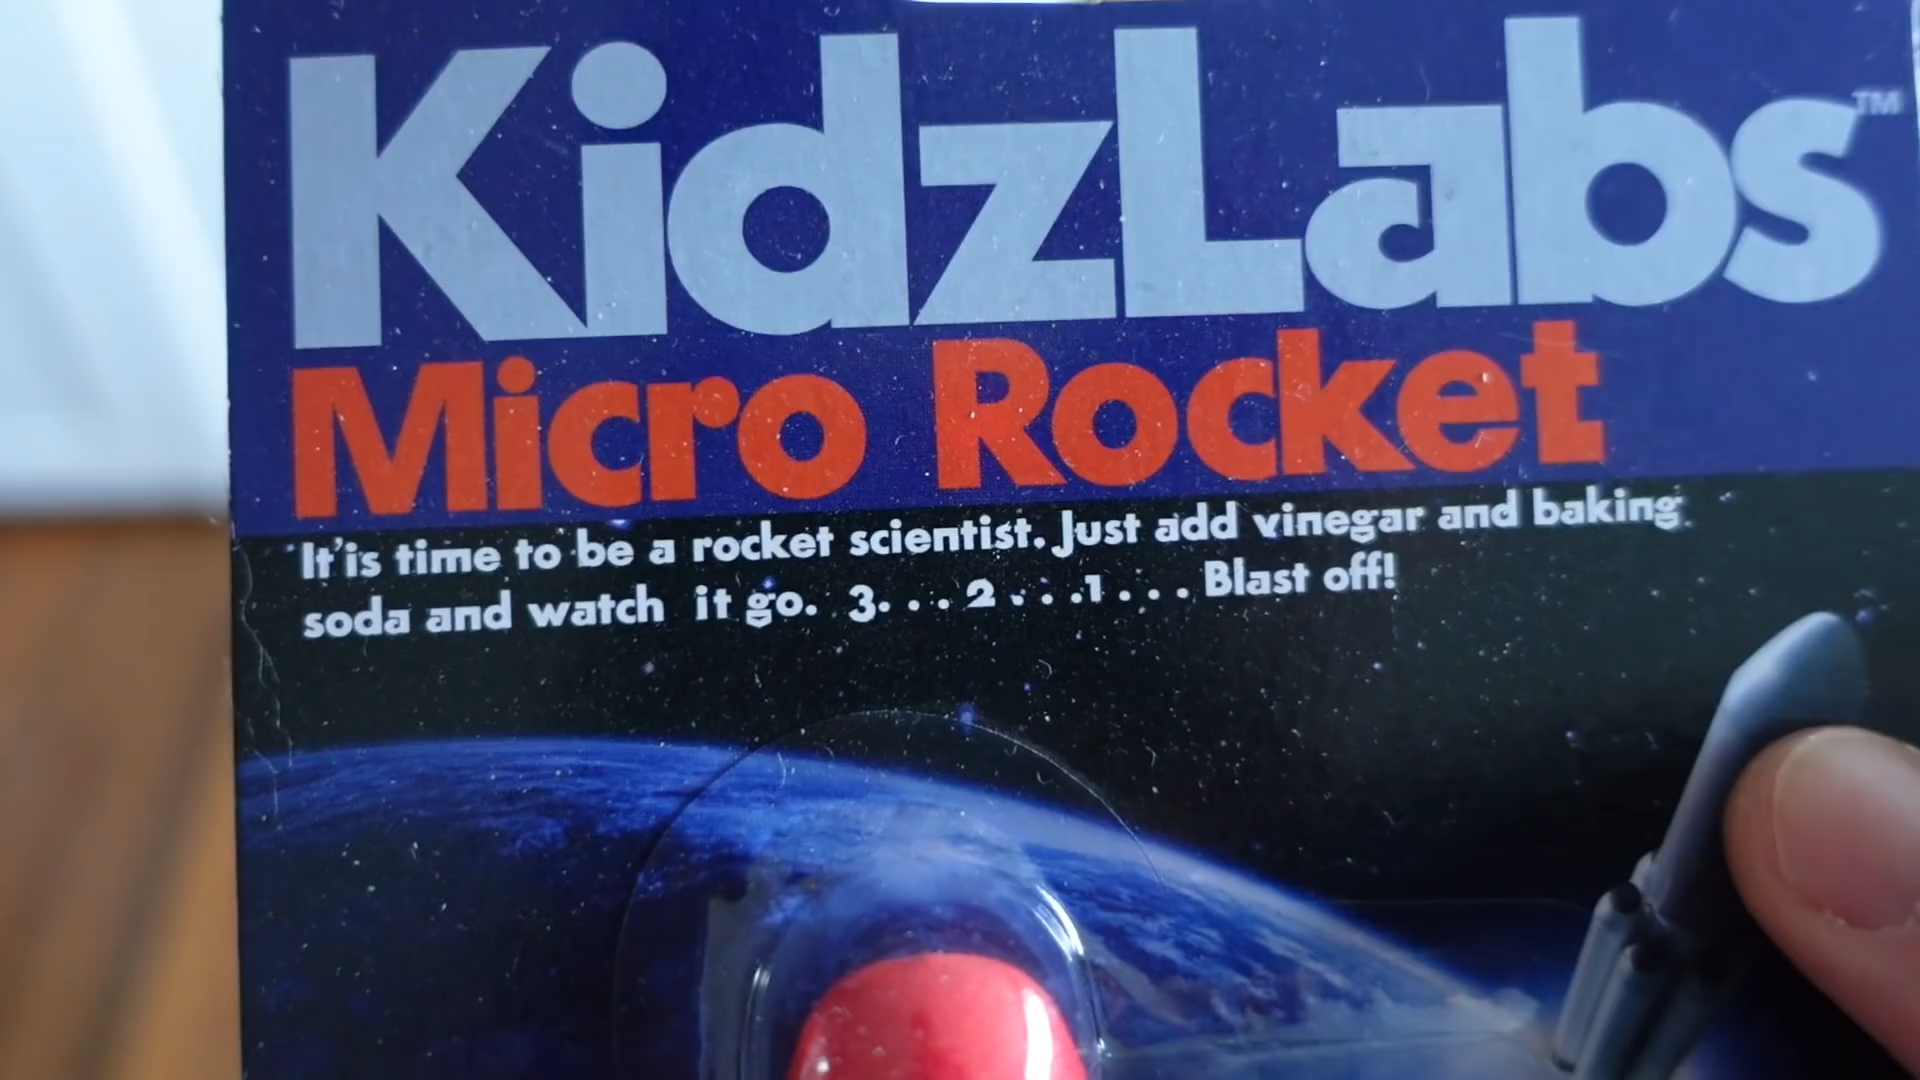 KidzLabs™
Micro Rocket
It'is time to be a rocket scientist. Just add vinegar and baking
soda and watch it go. 3. . . 2 . . .1 . . . Blast off!